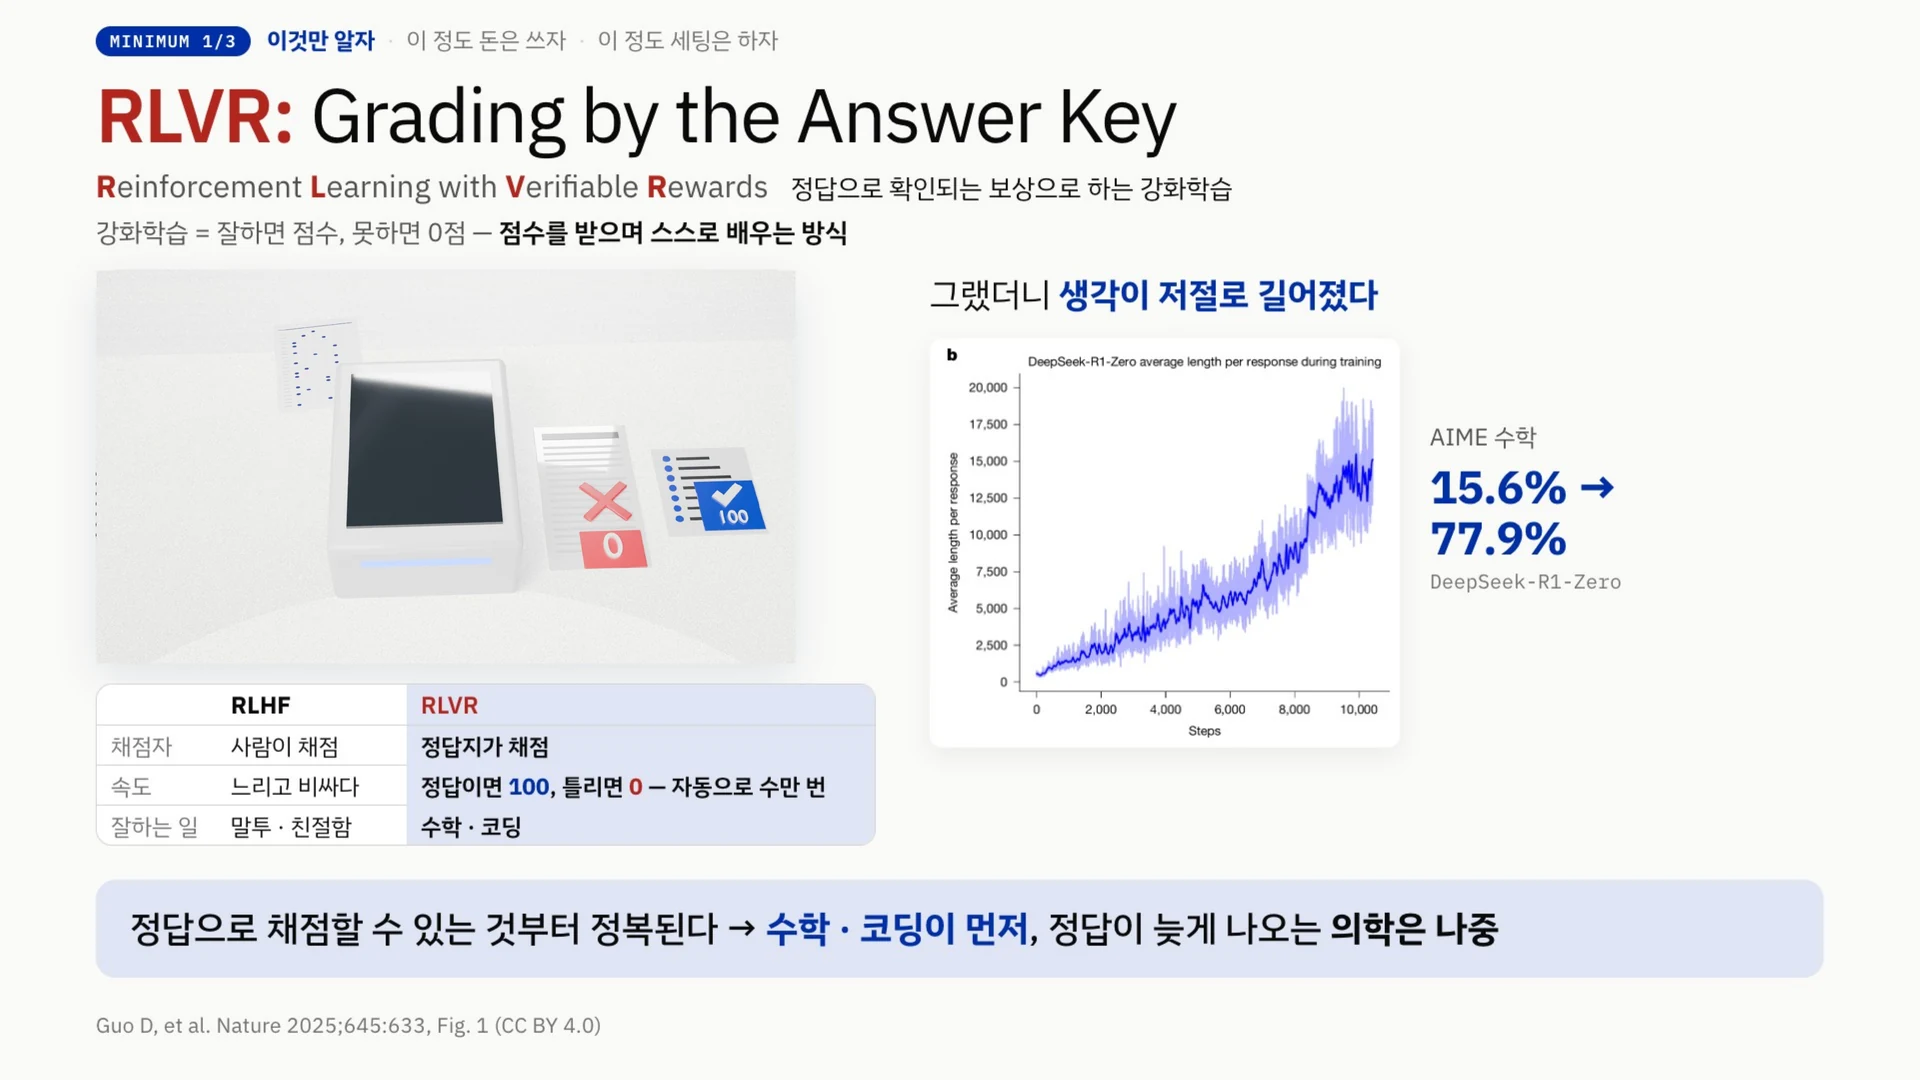 MINIMUM 1/3 이것만 알자 · 이 정도 돈은 쓰자 · 이 정도 세팅은 하자
RLVR: Grading by the Answer Key
Reinforcement Learning with Verifiable Rewards 정답으로 확인되는 보상으로 하는 강화학습
강화학습 = 잘하면 점수, 못하면 0점 — 점수를 받으며 스스로 배우는 방식
0
100
RLHF RLVR
채점자 사람이 채점 정답지가 채점
속도 느리고 비싸다 정답이면 100, 틀리면 0 — 자동으로 수만 번
잘하는 일 말투 · 친절함 수학 · 코딩
그랬더니 생각이 저절로 길어졌다
b
DeepSeek-R1-Zero average length per response during training
Average length per response
20,000
17,500
15,000
12,500
10,000
7,500
5,000
2,500
0
0 2,000 4,000 6,000 8,000 10,000
Steps
AIME 수학
15.6% →
77.9%
DeepSeek-R1-Zero
정답으로 채점할 수 있는 것부터 정복된다 → 수학 · 코딩이 먼저, 정답이 늦게 나오는 의학은 나중
Guo D, et al. Nature 2025;645:633, Fig. 1 (CC BY 4.0)